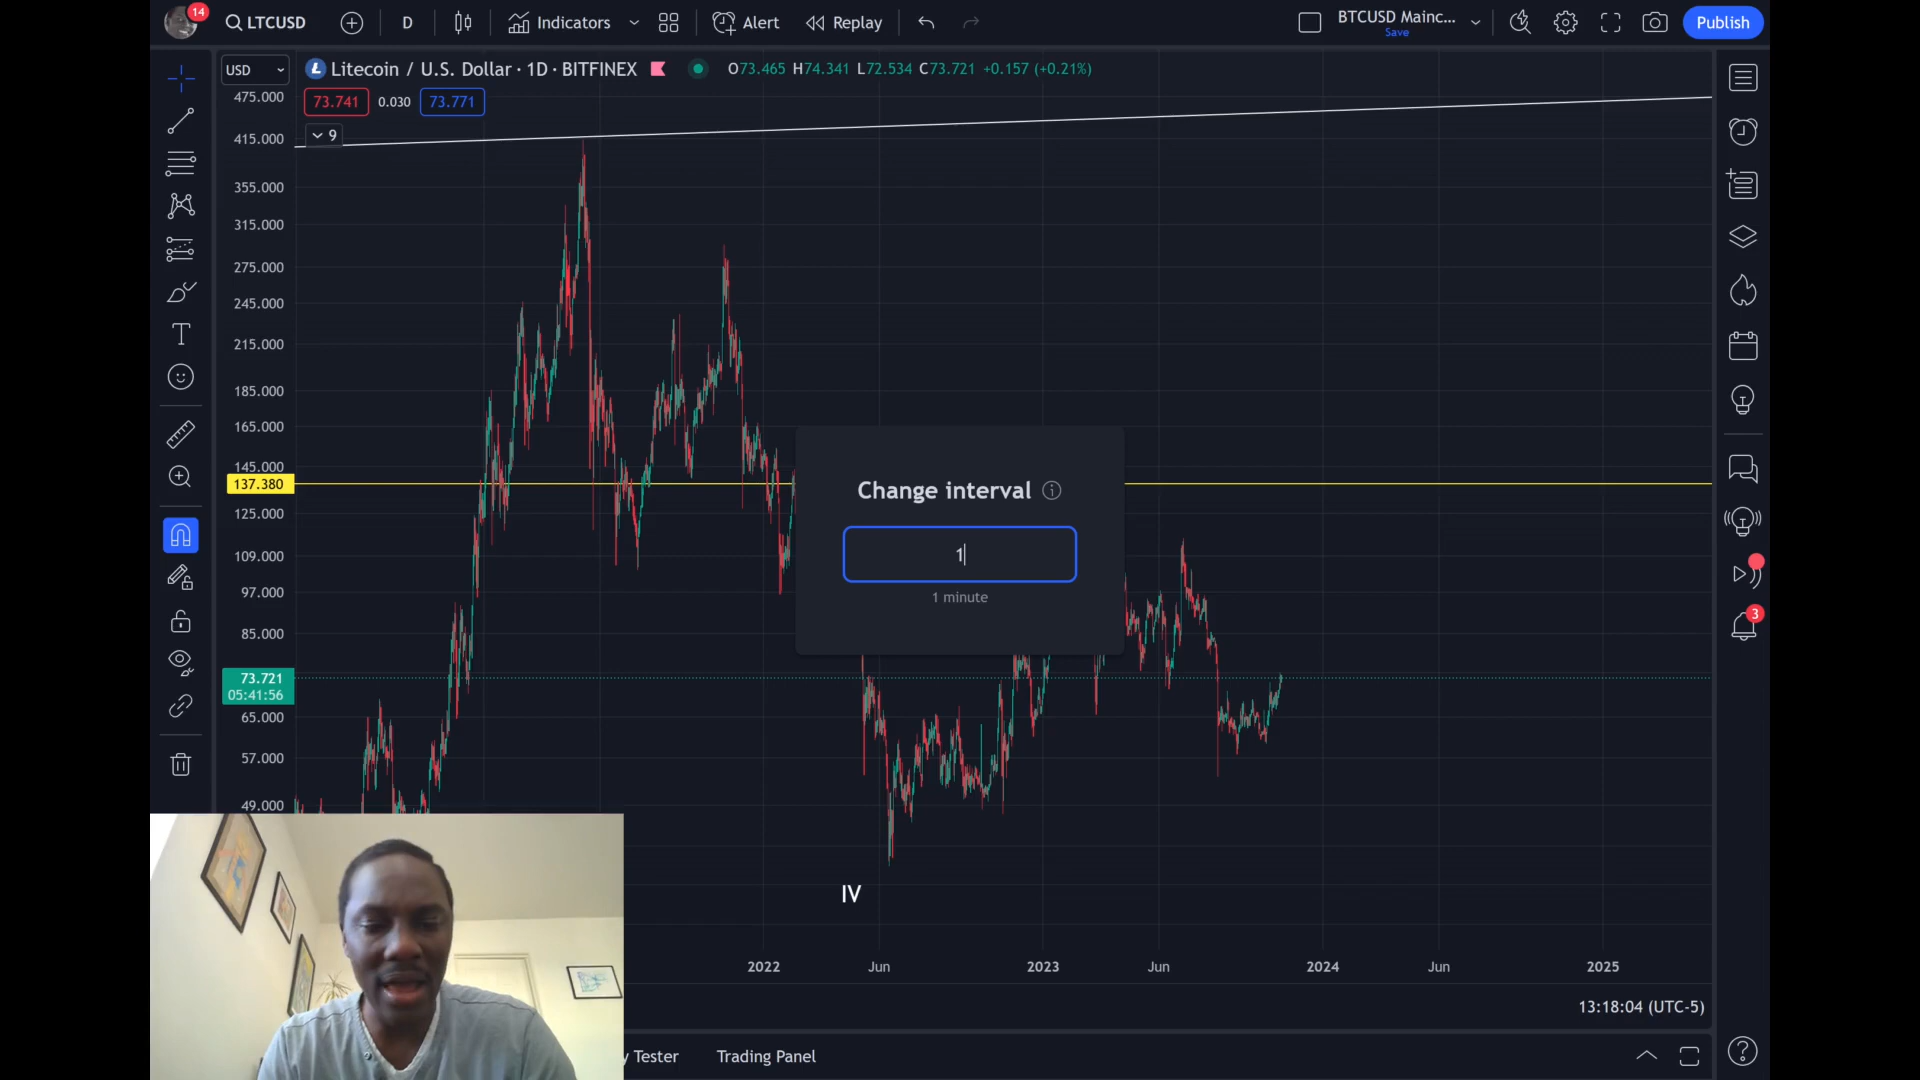 14
LTCUSD
D
Indicators
Alert
Replay
BTCUSD Mainc...
Save
Publish
USD
Litecoin / U.S. Dollar · 1D · BITFINEX
O73.465 H74.341 L72.534 C73.721 +0.157 (+0.21%)
73.741 0.030 73.771
9
475.000
415.000
355.000
315.000
275.000
245.000
215.000
185.000
165.000
145.000
137.380
125.000
109.000
97.000
85.000
73.721
05:41:56
65.000
57.000
49.000
Change interval
1
1 minute
3
IV
2022 Jun 2023 Jun 2024 Jun 2025
13:18:04 (UTC-5)
y Tester
Trading Panel